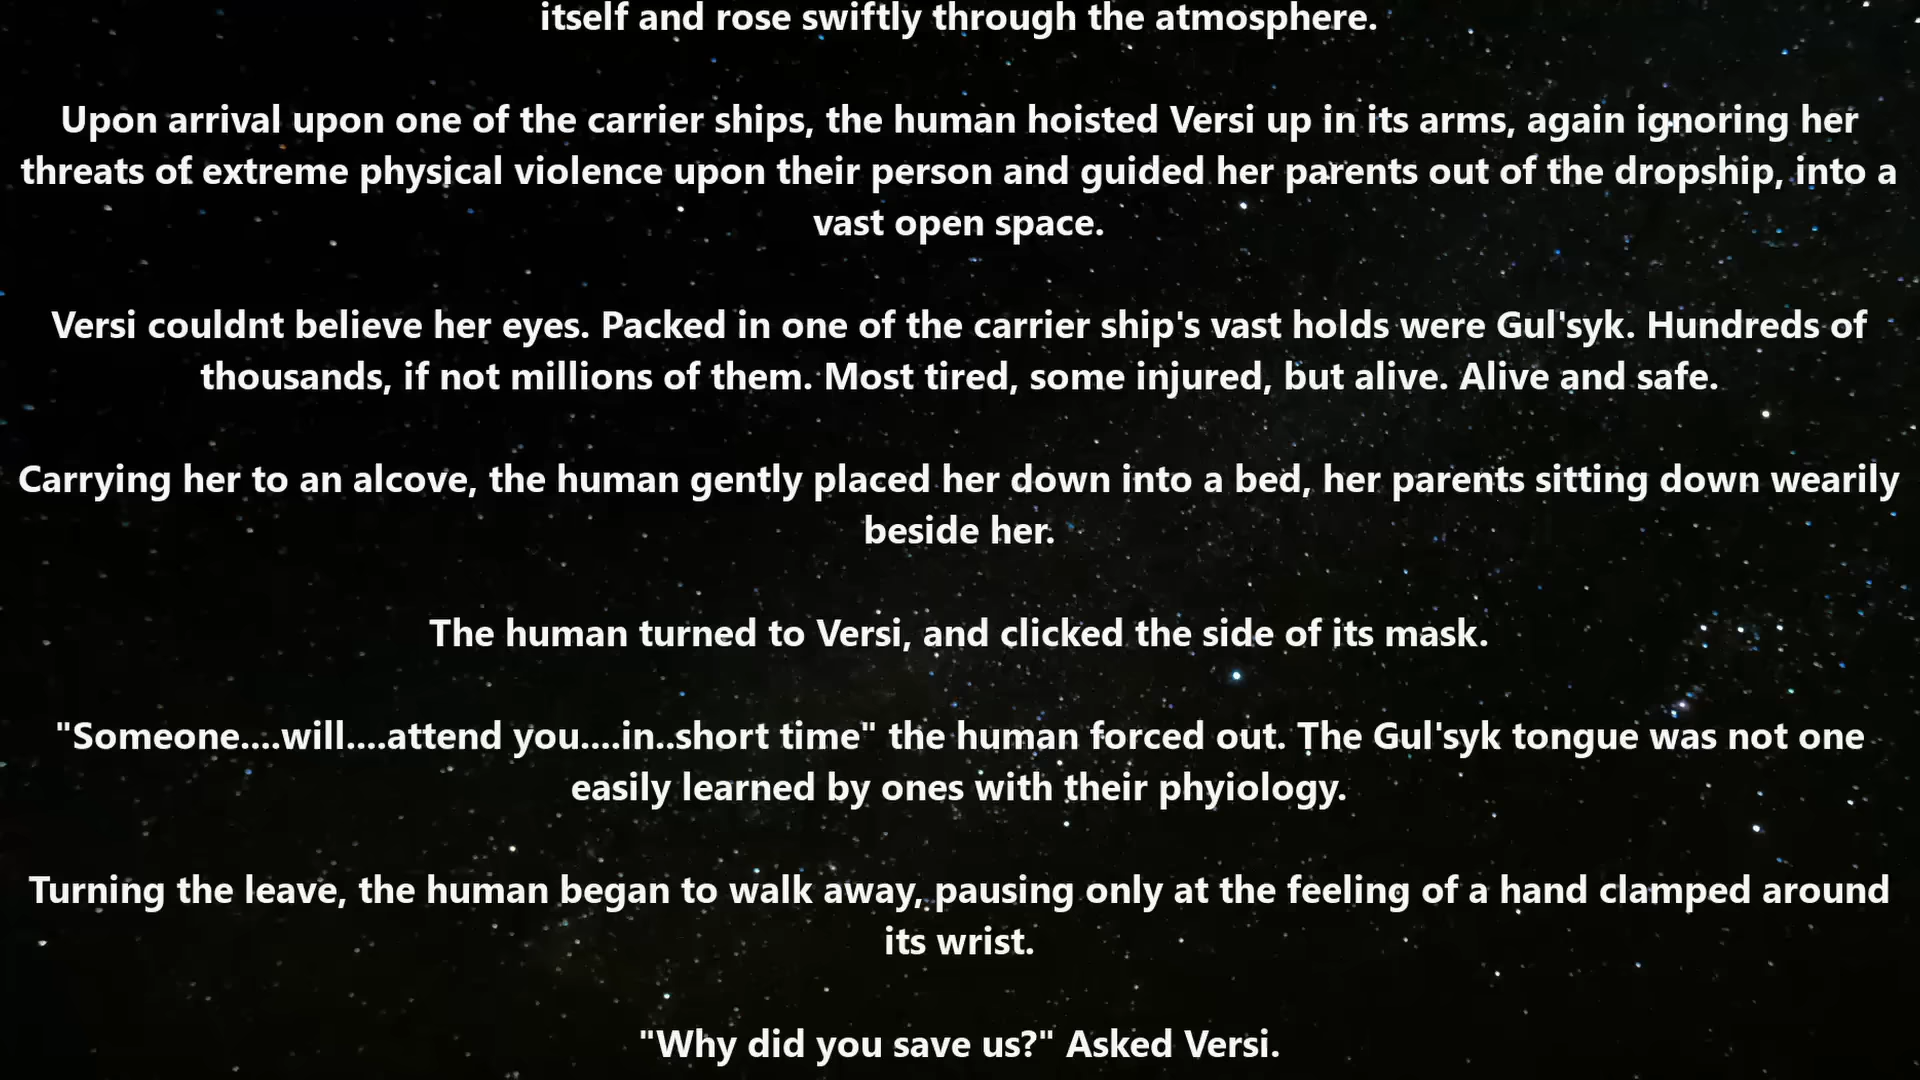 itself and rose swiftly through the atmosphere.
Upon arrival upon one of the carrier ships, the human hoisted Versi up in its arms, again ignoring her
threats of extreme physical violence upon their person and guided her parents out of the dropship, into a
vast open space.
Versi couldnt believe her eyes. Packed in one of the carrier ship's vast holds were Gul'syk. Hundreds of
thousands, if not millions of them. Most tired, some injured, but alive. Alive and safe.
Carrying her to an alcove, the human gently placed her down into a bed, her parents sitting down wearily
beside her.
The human turned to Versi, and clicked the side of its mask.
"Someone....will....attend you....in..short time" the human forced out. The Gul'syk tongue was not one
easily learned by ones with their phyiology.
Turning the leave, the human began to walk away, pausing only at the feeling of a hand clamped around
its wrist.
"Why did you save us?" Asked Versi.